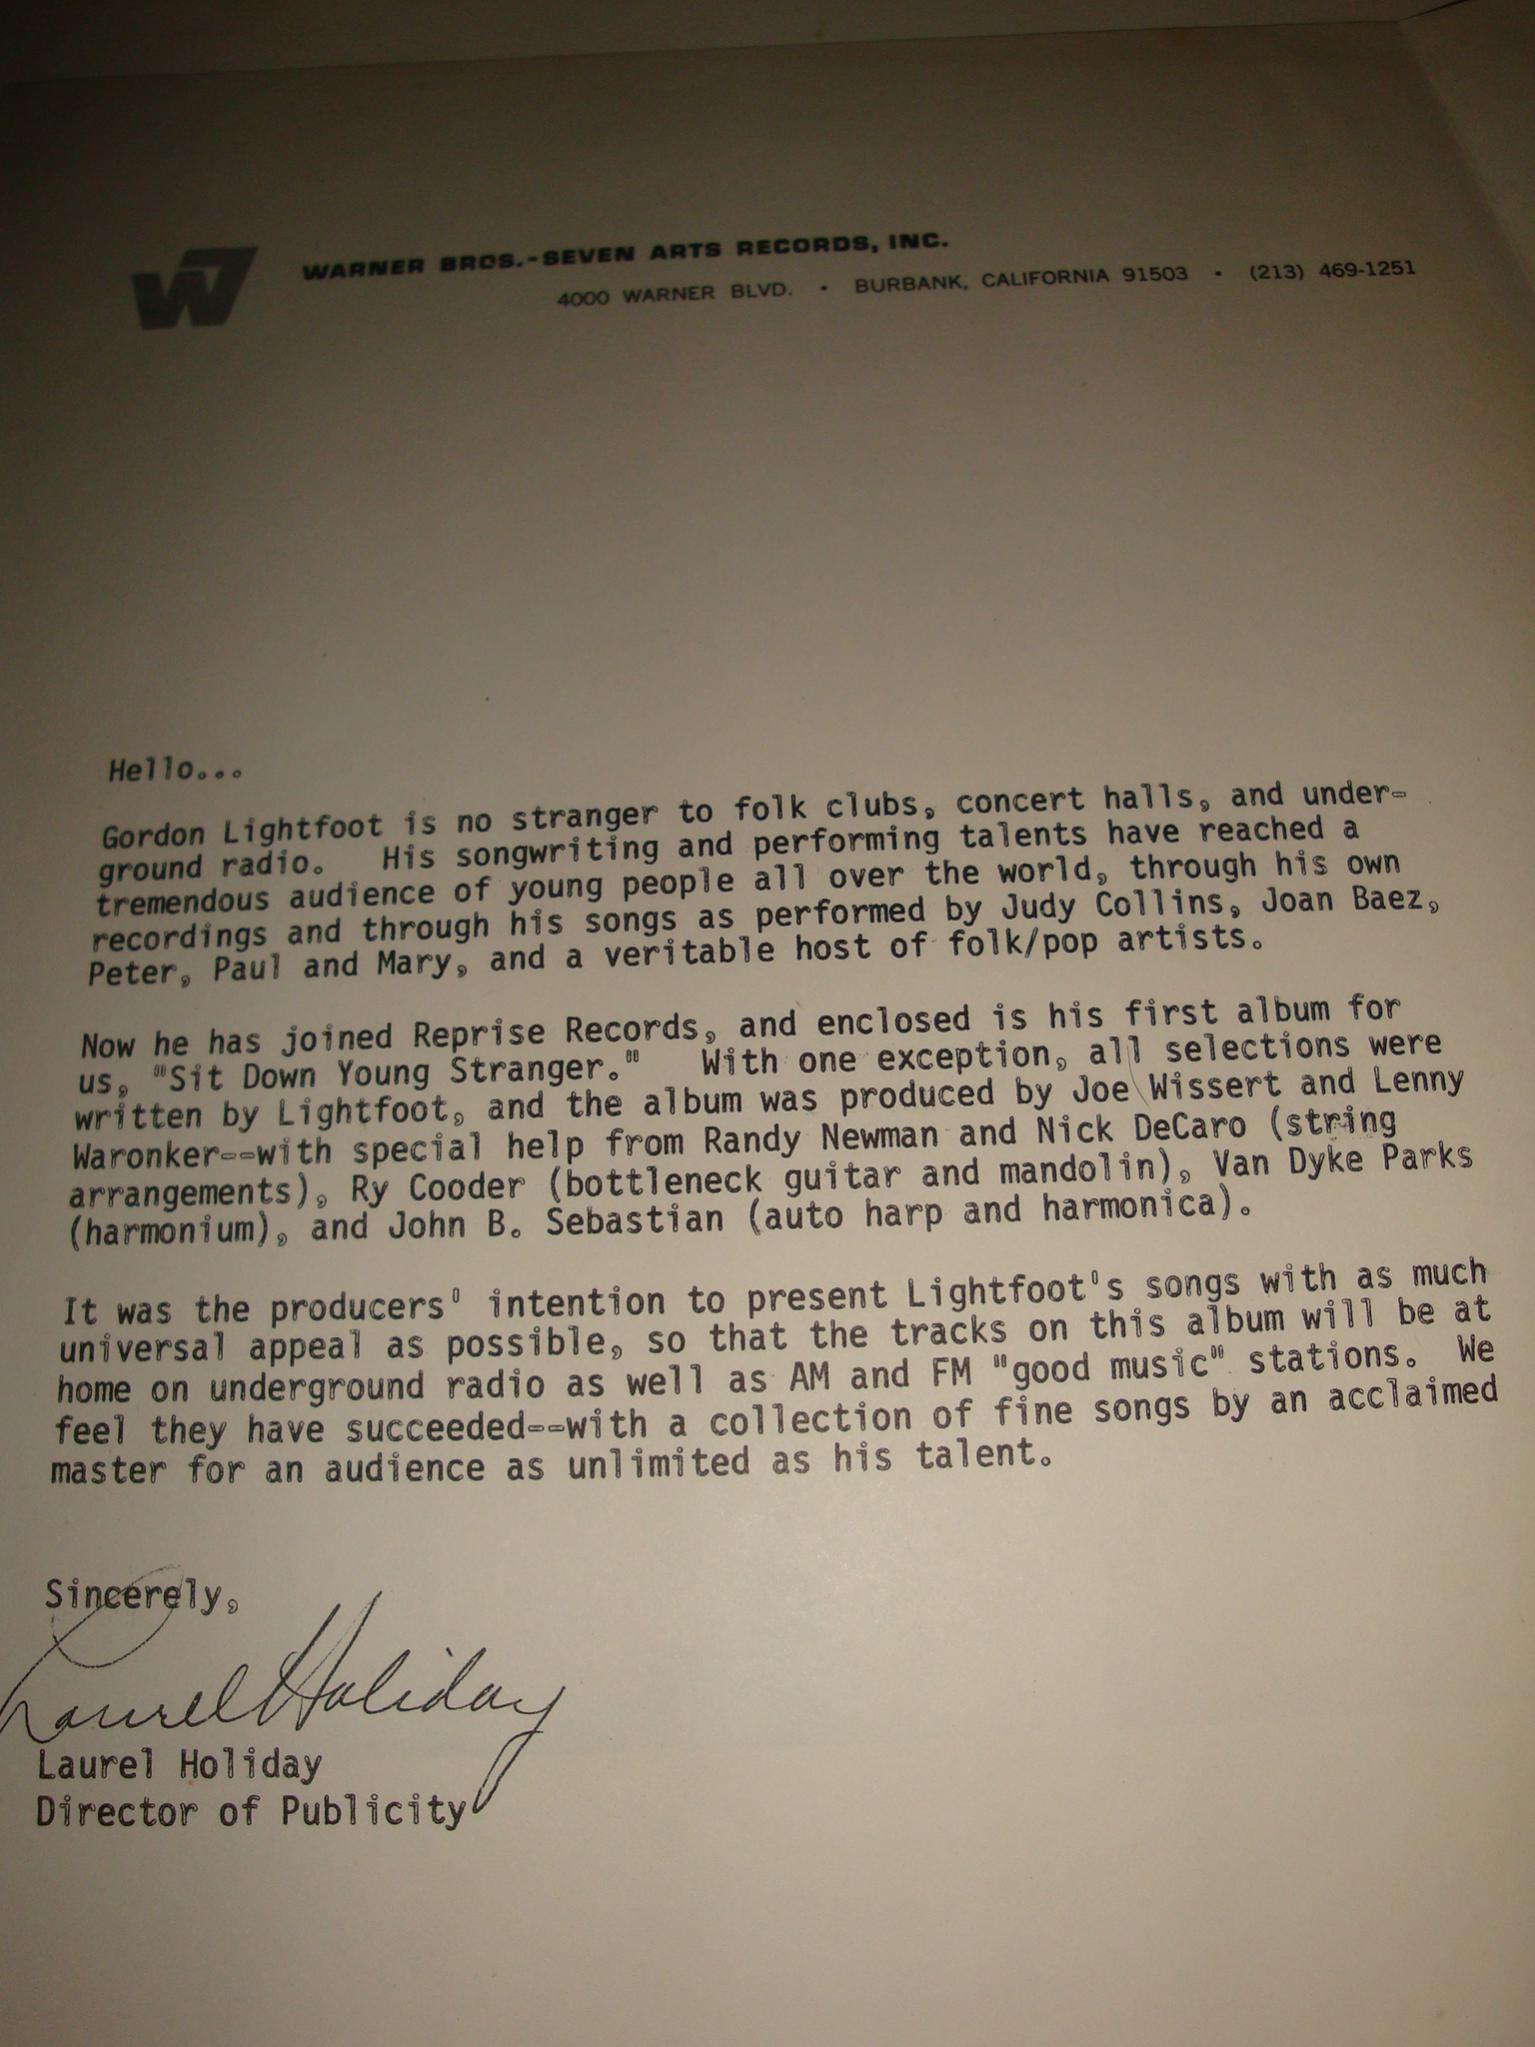 W7
WARNER BROS.-SEVEN ARTS RECORDS, INC.
4000 WARNER BLVD. • BURBANK, CALIFORNIA 91503 • (213) 469-1251
Hello...
Gordon Lightfoot is no stranger to folk clubs, concert halls, and under-
ground radio.  His songwriting and performing talents have reached a
tremendous audience of young people all over the world, through his own
recordings and through his songs as performed by Judy Collins, Joan Baez,
Peter, Paul and Mary, and a veritable host of folk/pop artists.
Now he has joined Reprise Records, and enclosed is his first album for
us, "Sit Down Young Stranger."  With one exception, all selections were
written by Lightfoot, and the album was produced by Joe Wissert and Lenny
Waronker--with special help from Randy Newman and Nick DeCaro (string
arrangements), Ry Cooder (bottleneck guitar and mandolin), Van Dyke Parks
(harmonium), and John B. Sebastian (auto harp and harmonica).
It was the producers' intention to present Lightfoot's songs with as much
universal appeal as possible, so that the tracks on this album will be at
home on underground radio as well as AM and FM "good music" stations.  We
feel they have succeeded--with a collection of fine songs by an acclaimed
master for an audience as unlimited as his talent.
Sincerely,
Laurel Holiday
Laurel Holiday
Director of Publicity